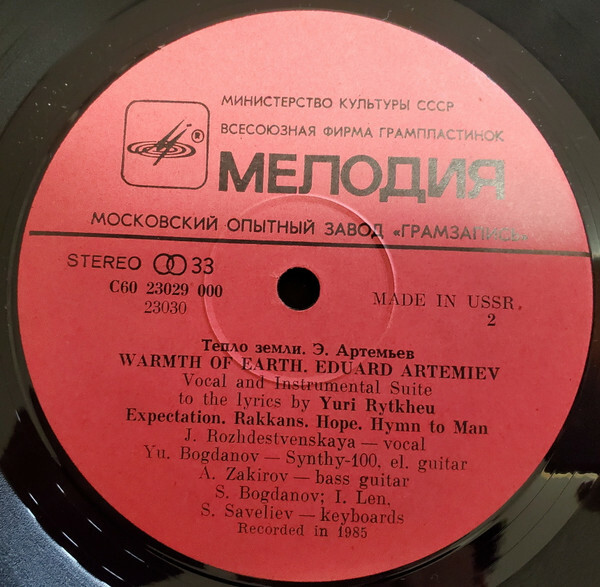 МИНИСТЕРСТВО КУЛЬТУРЫ СССР
ВСЕСОЮЗНАЯ ФИРМА ГРАМПЛАСТИНОК
®
МЕЛОДИЯ
МОСКОВСКИЙ ОПЫТНЫЙ ЗАВОД «ГРАМЗАПИСЬ»
STEREO 33
С60 23029 000
23030
MADE IN USSR.
2
Тепло земли. Э. Артемьев
WARMTH OF EARTH. EDUARD ARTEMIEV
Vocal and Instrumental Suite
to the lyrics by Yuri Rytkheu
Expectation. Rakkans. Hope. Hymn to Man
J. Rozhdestvenskaya — vocal
Yu. Bogdanov — Synthy-100, el. guitar
A. Zakirov — bass guitar
S. Bogdanov; I. Len,
S. Saveliev — keyboards
Recorded in 1985